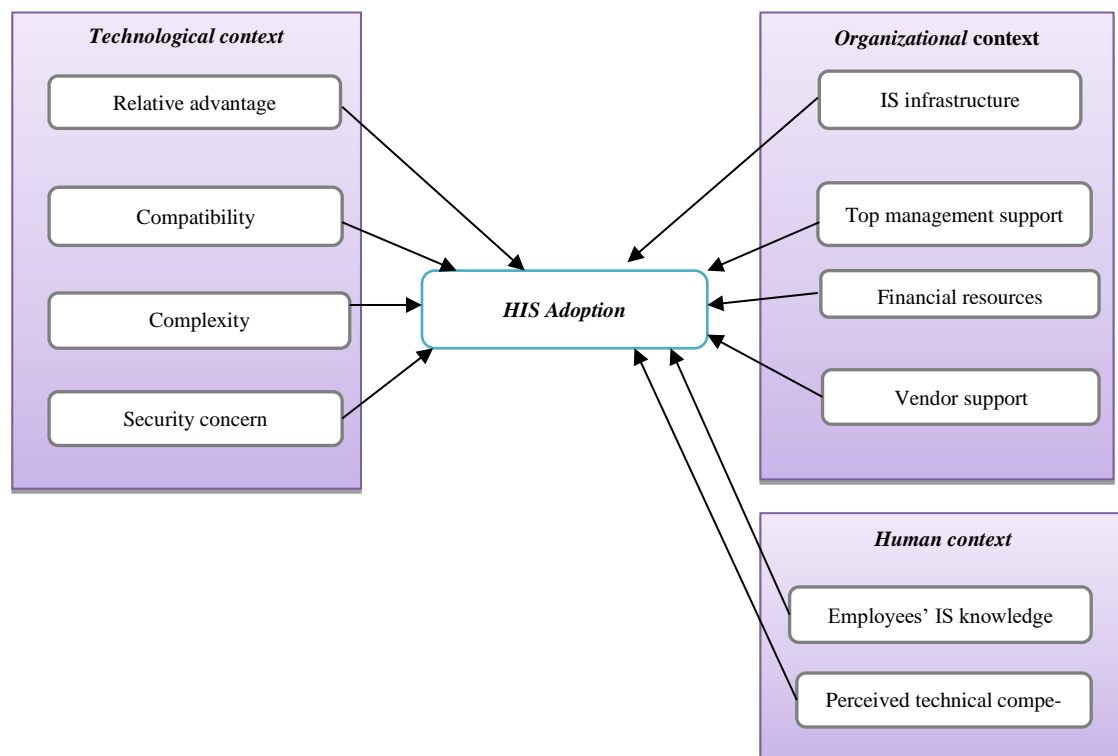 Technological context
Relative advantage
Compatibility
Complexity
Security concern
HIS Adoption
Organizational context
IS infrastructure
Top management support
Financial resources
Vendor support
Human context
Employees’ IS knowledge
Perceived technical compe-